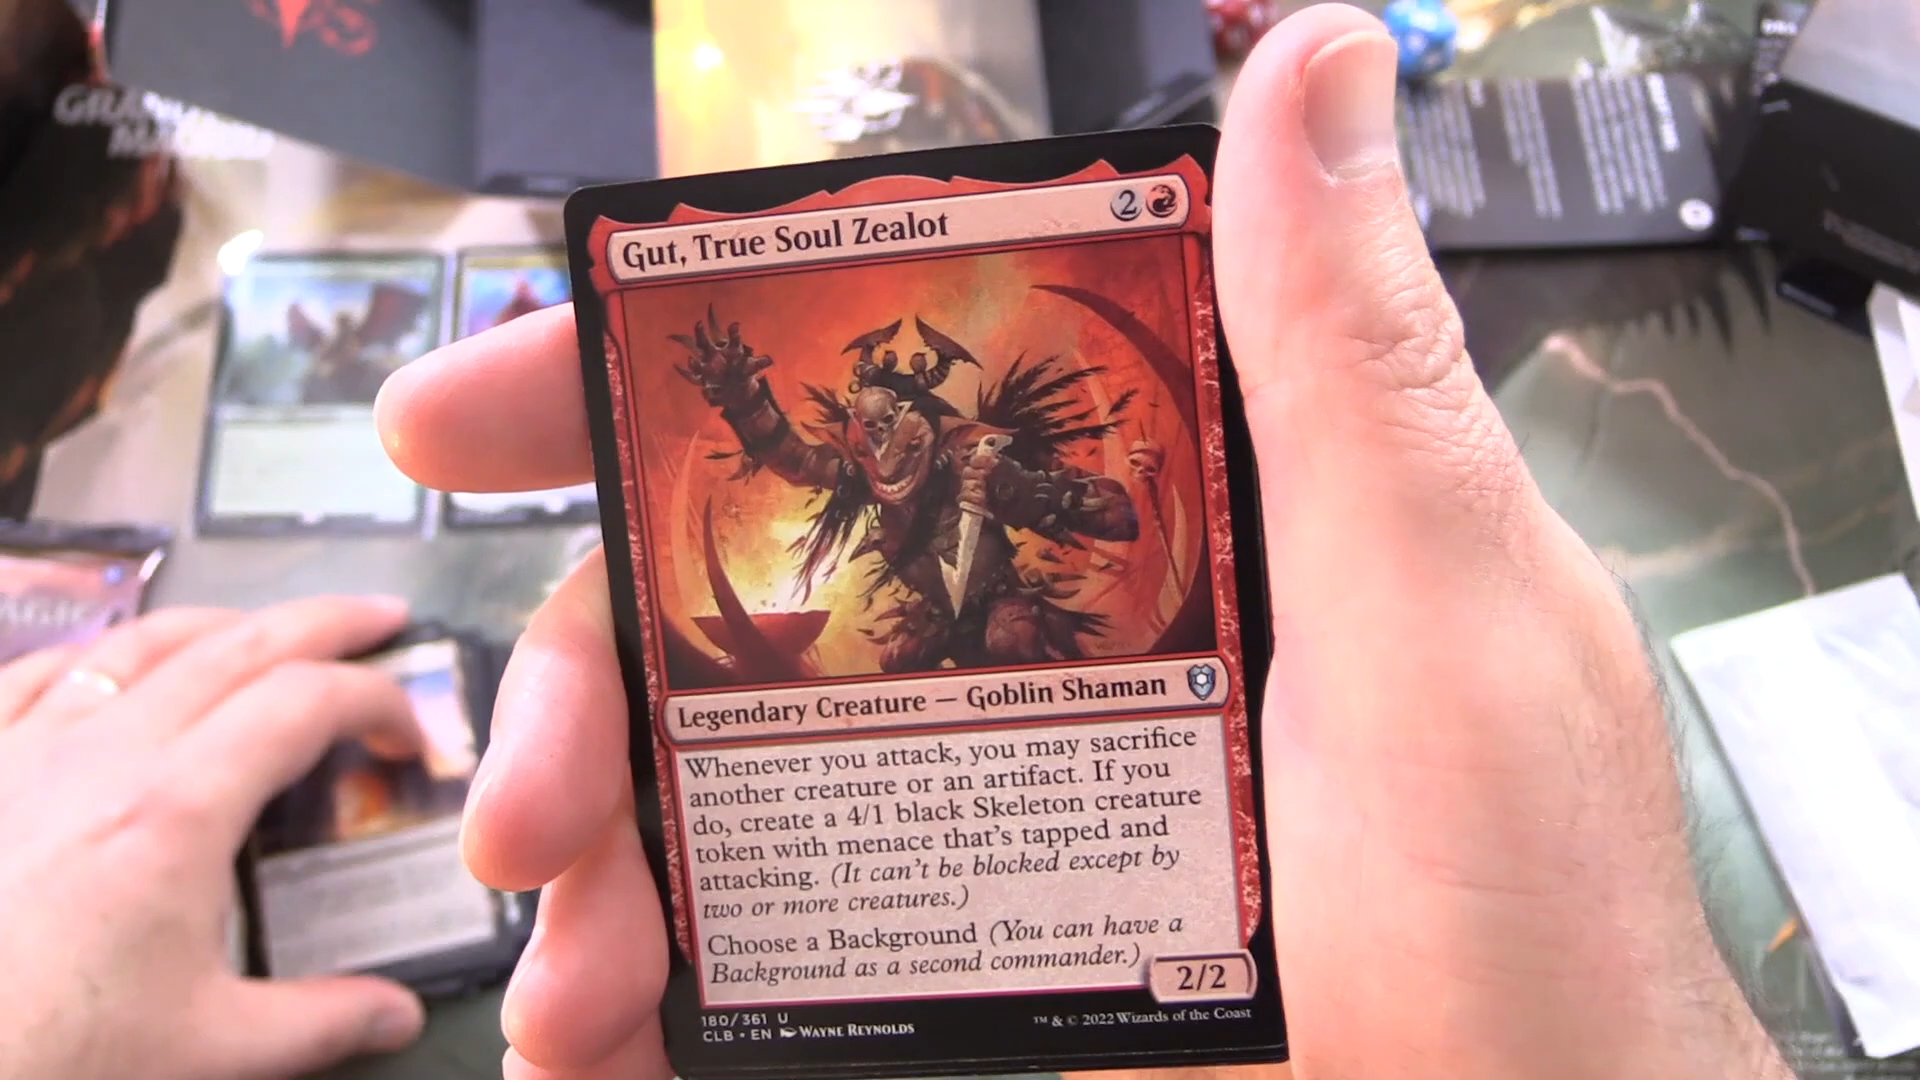 Gut, True Soul Zealot
2
Legendary Creature — Goblin Shaman
Whenever you attack, you may sacrifice
another creature or an artifact. If you
do, create a 4/1 black Skeleton creature
token with menace that's tapped and
attacking. (It can't be blocked except by
two or more creatures.)
Choose a Background (You can have a
Background as a second commander.)
2/2
180/361 U
CLB • EN WAYNE REYNOLDS
™ & © 2022 Wizards of the Coast